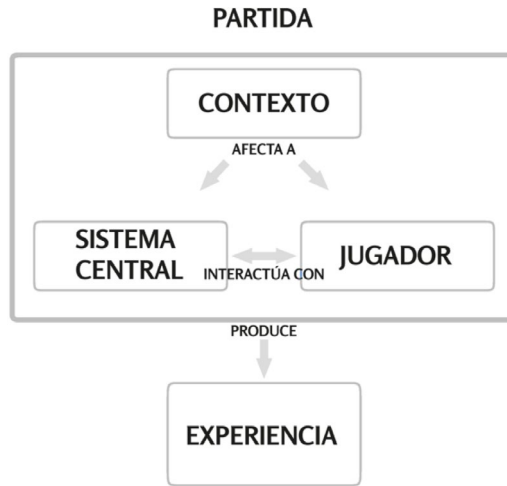 PARTIDA
CONTEXTO
AFECTA A
SISTEMA
CENTRAL
INTERACTÚA CON
JUGADOR
PRODUCE
EXPERIENCIA